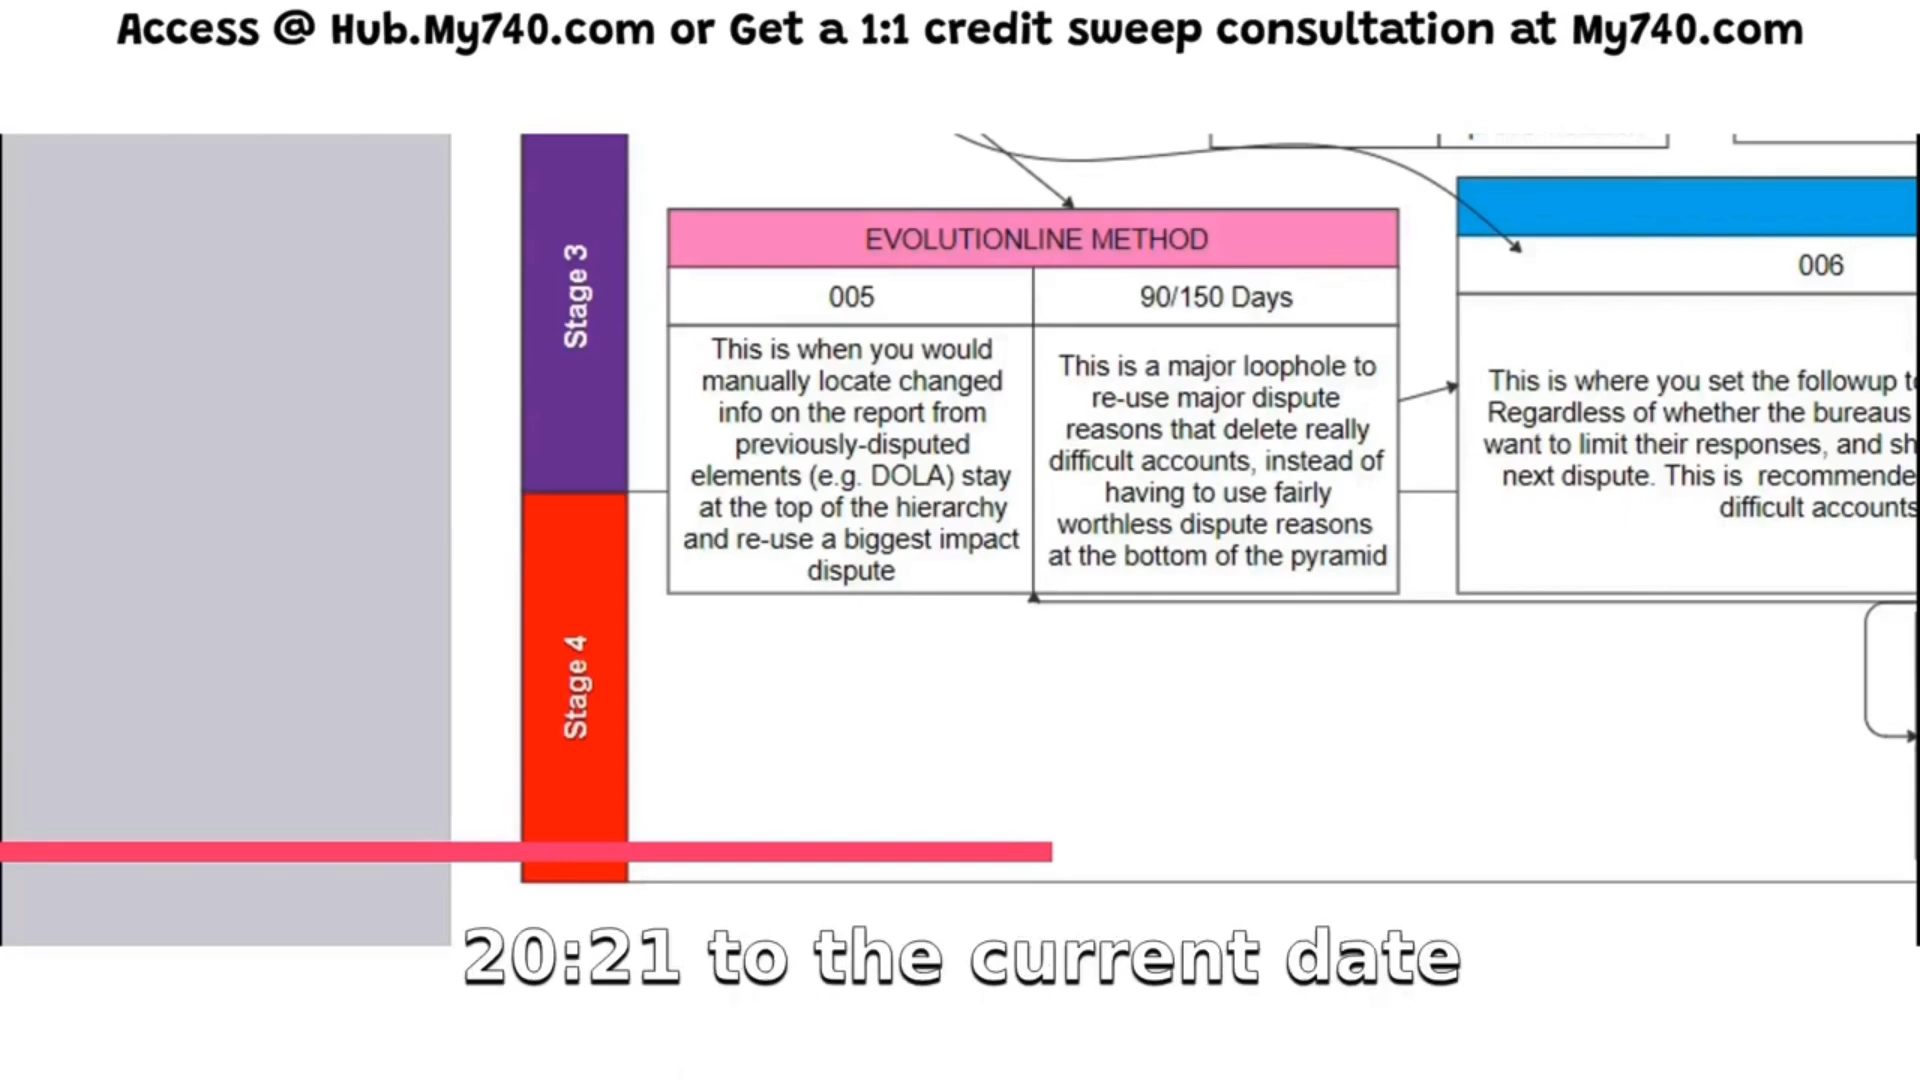 Access @ Hub.My740.com or Get a 1:1 credit sweep consultation at My740.com
Stage 3
EVOLUTIONLINE METHOD
005
90/150 Days
This is when you would
manually locate changed
info on the report from
previously-disputed
elements (e.g. DOLA) stay
at the top of the hierarchy
and re-use a biggest impact
dispute
This is a major loophole to
re-use major dispute
reasons that delete really
difficult accounts, instead of
having to use fairly
worthless dispute reasons
at the bottom of the pyramid
006
This is where you set the followup
Regardless of whether the bureaus
want to limit their responses, and
next dispute. This is recommende
difficult accounts
Stage 4
20:21 to the current date